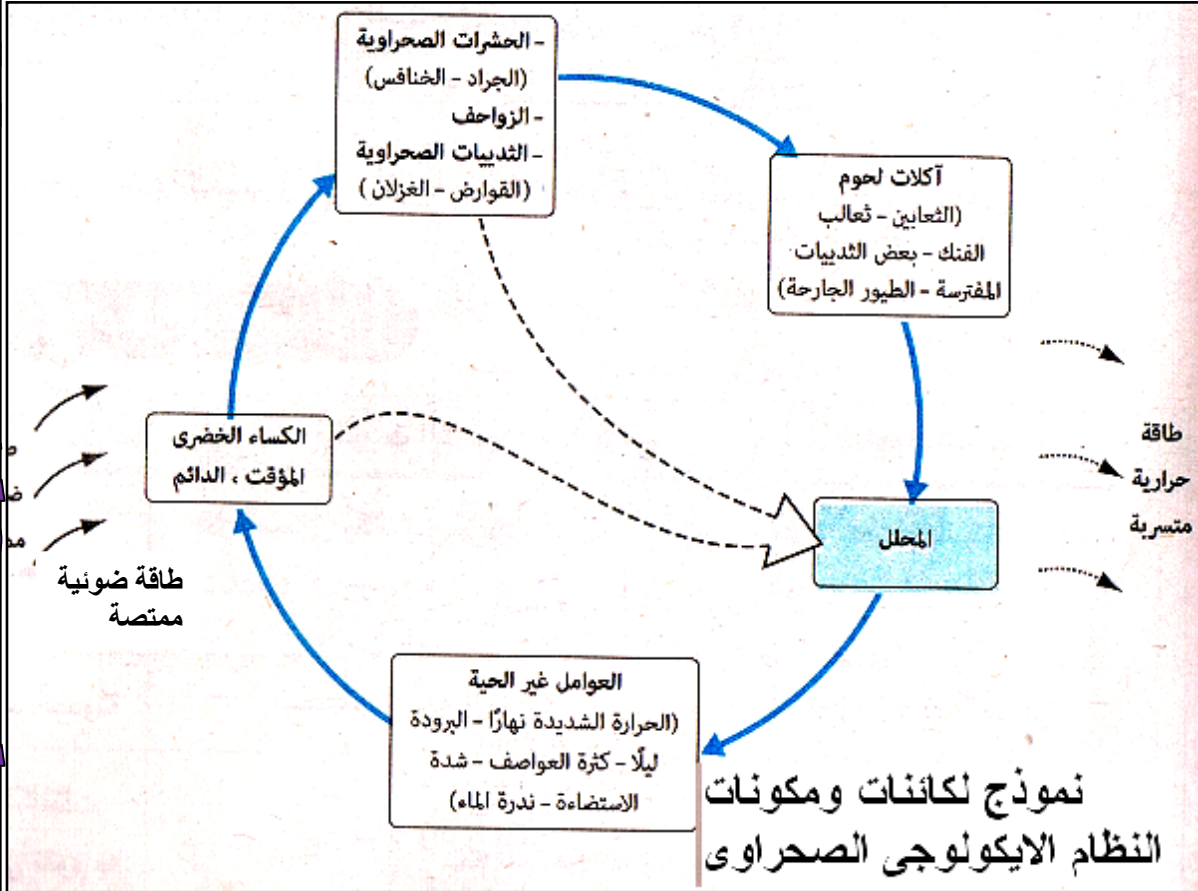 - الحشرات الصحراوية
(الجراد - الخنافس)
- الزواحف
- الثدييات الصحراوية
(القوارض - الغزلان)
آكلات لحوم
(الثعابين - ثعالب
الفنك - بعض الثدييات
المفترسة - الطيور الجارحة)
الكساء الخضرى
المؤقت ، الدائم
طاقة
حرارية
متسربة
المحلل
طاقة ضوئية
ممتصة
العوامل غير الحية
(الحرارة الشديدة نهارًا - البرودة
ليلًا - كثرة العواصف - شدة
الاستضاءة - ندرة الماء)
نموذج لكائنات ومكونات
النظام الايكولوجى الصحراوى